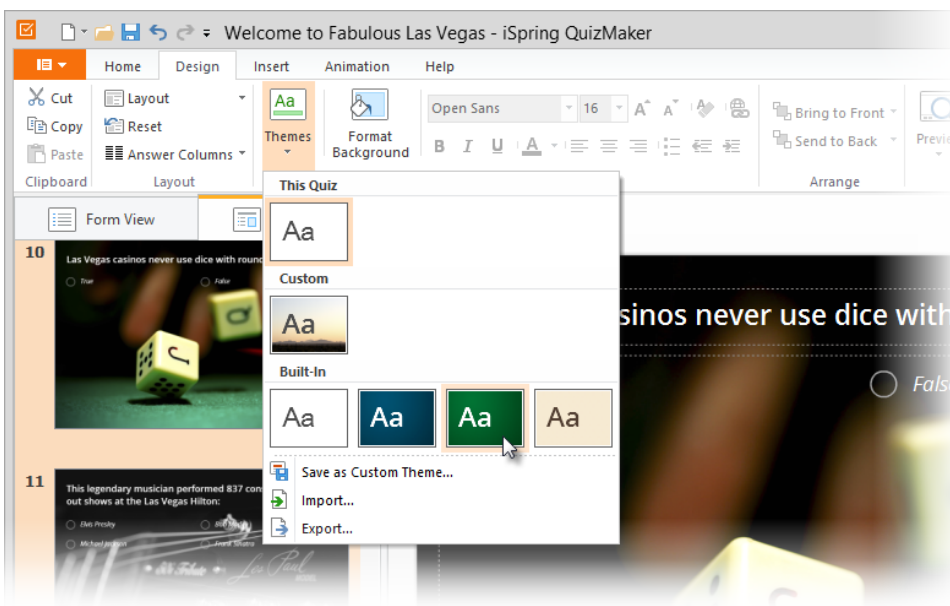 Welcome to Fabulous Las Vegas - iSpring QuizMaker
Home Design Insert Animation Help
Cut
Copy
Paste
Clipboard
Layout
Reset
Answer Columns
Layout
Aa
Themes
Format
Background
Open Sans 16 A A
B I U A
Bring to Front
Send to Back
Arrange
Form View
This Quiz
Aa
Custom
Aa
Built-In
Aa Aa Aa Aa
Save as Custom Theme...
Import...
Export...
10
Las Vegas casinos never use dice with
True False
11
This legendary musician performed 837
out shows at the Las Vegas Hilton:
Elvis Presley
Michael Jackson Frank Sinatra
Les Paul
never use dice with